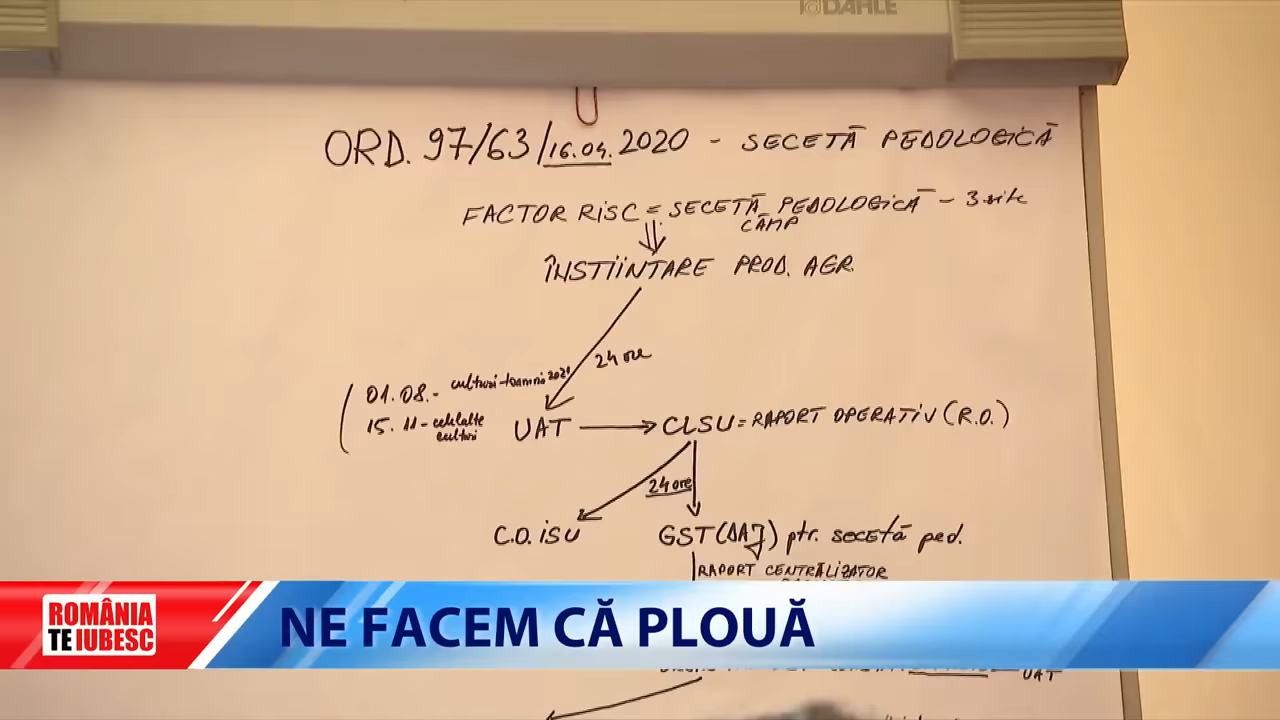 DAHLE
ORD. 97/63/16.04.2020 - SECETĂ PEDOLOGICĂ
FACTOR RISC = SECETĂ PEDOLOGICĂ - 3 zile
CÂMP
ÎNSTIINTARE PROD. AGR.
24 ore
01.08. - culturi toamnă 2021
15.11 - celelalte
culturi
UAT → CLSU = RAPORT OPERATIV (R.O.)
24 ore
C.O. ISU
GST (DAJ) ptr. secetă ped.
RAPORT CENTRALIZATOR
ROMÂNIA
TE IUBESC
NE FACEM CĂ PLOUĂ
UAT